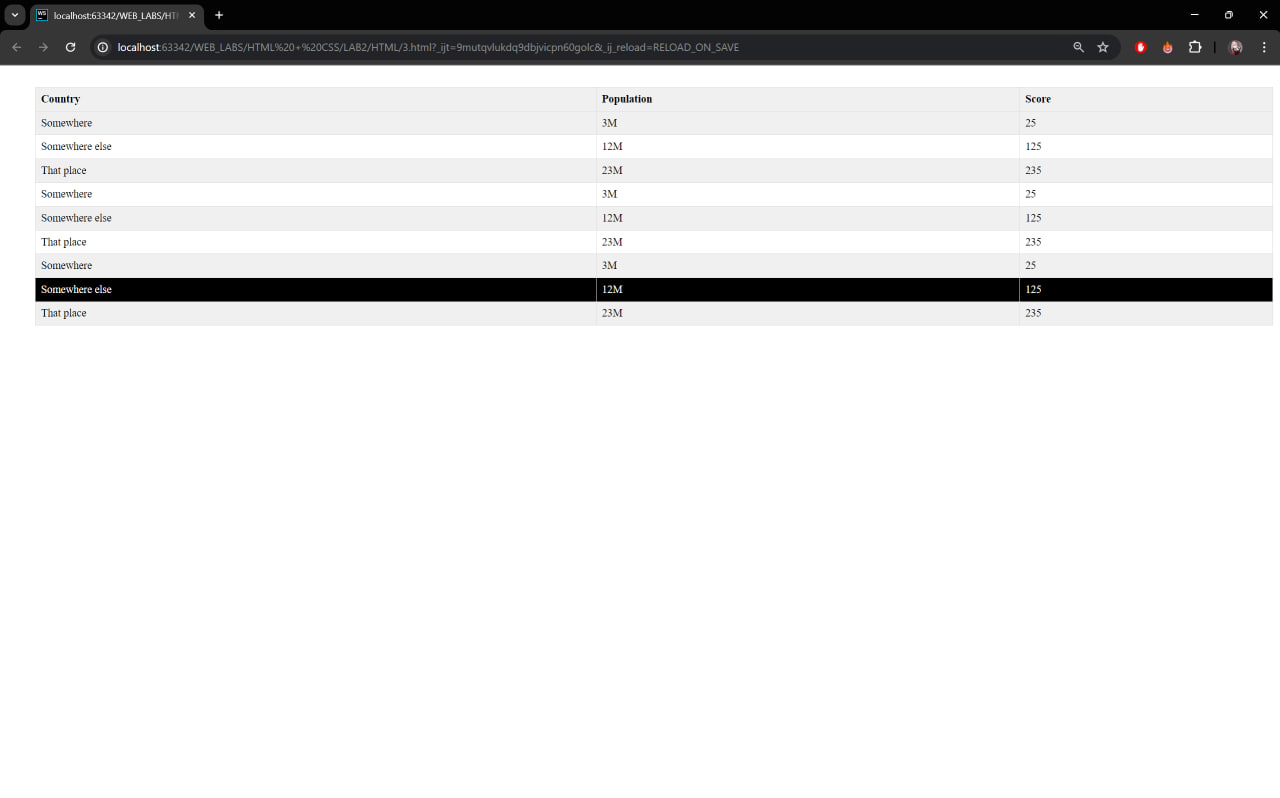 WS
localhost:63342/WEB_LABS/HT
localhost:63342/WEB_LABS/HTML%20+%20CSS/LAB2/HTML/3.html?_ijt=9mutqvlukdq9dbjvicpn60golc&_ij_reload=RELOAD_ON_SAVE
Country Population Score
Somewhere 3M 25
Somewhere else 12M 125
That place 23M 235
Somewhere 3M 25
Somewhere else 12M 125
That place 23M 235
Somewhere 3M 25
Somewhere else 12M 125
That place 23M 235